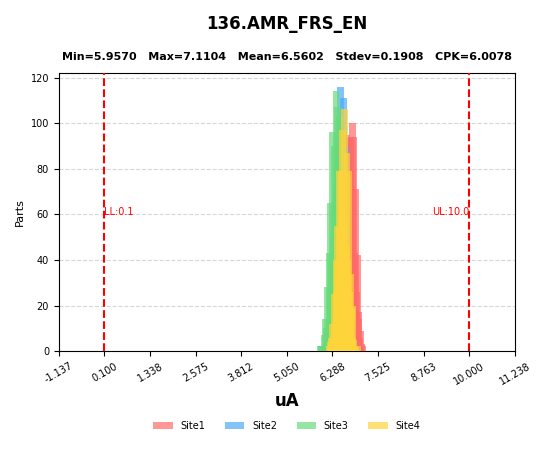 136.AMR_FRS_EN
Min=5.9570 Max=7.1104 Mean=6.5602 Stdev=0.1908 CPK=6.0078
120
100
80
60
40
20
0
Parts
LL:0.1
UL:10.0
-1.137 0.100 1.338 2.575 3.812 5.050 6.288 7.525 8.763 10.000 11.238
uA
Site1 Site2 Site3 Site4